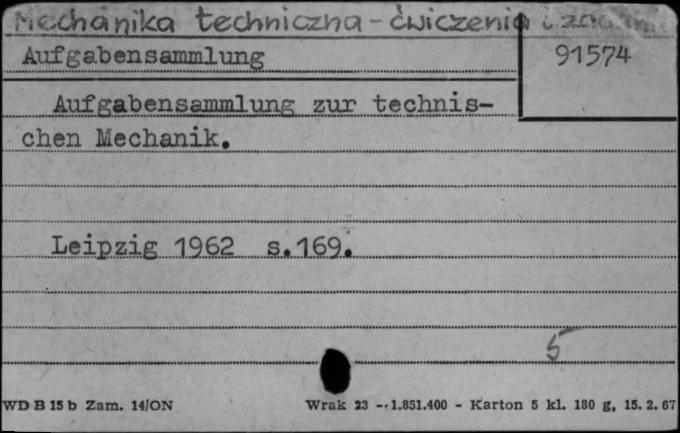 Mechanika techniczna - ćwiczenia i
Aufgabensammlung
91574
Aufgabensammlung zur technis-
chen Mechanik.
Leipzig 1962 s.169.
5
WD B 15 b Zam. 14/ON
Wrak 23 - 1.851.400 - Karton 5 kl. 180 g, 15. 2. 67